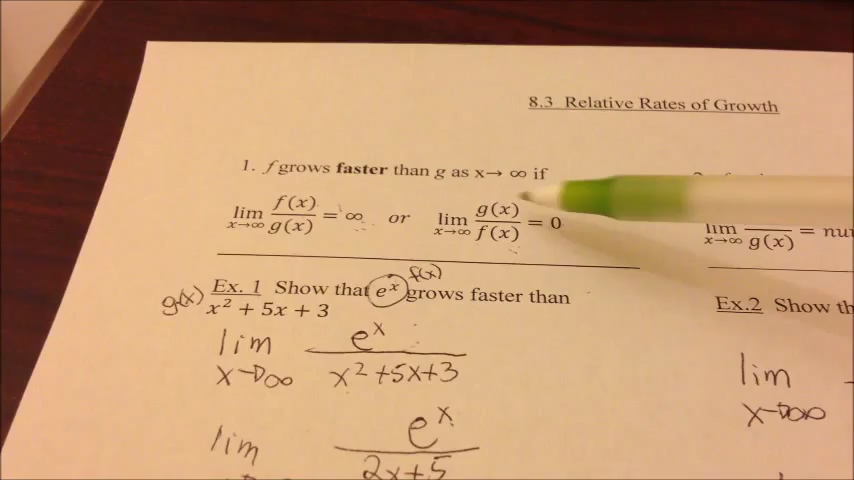 8.3 Relative Rates of Growth
1. f grows faster than g as x→ ∞ if
lim x→∞ f(x)/g(x) = ∞ or lim x→∞ g(x)/f(x) = 0
f(x)
Ex. 1 Show that e^x grows faster than
g(x) x² + 5x + 3
lim x→∞ e^x / x²+5x+3
lim e^x / 2x+5
lim x→∞ g(x) =
Ex.2 Show
lim x→∞